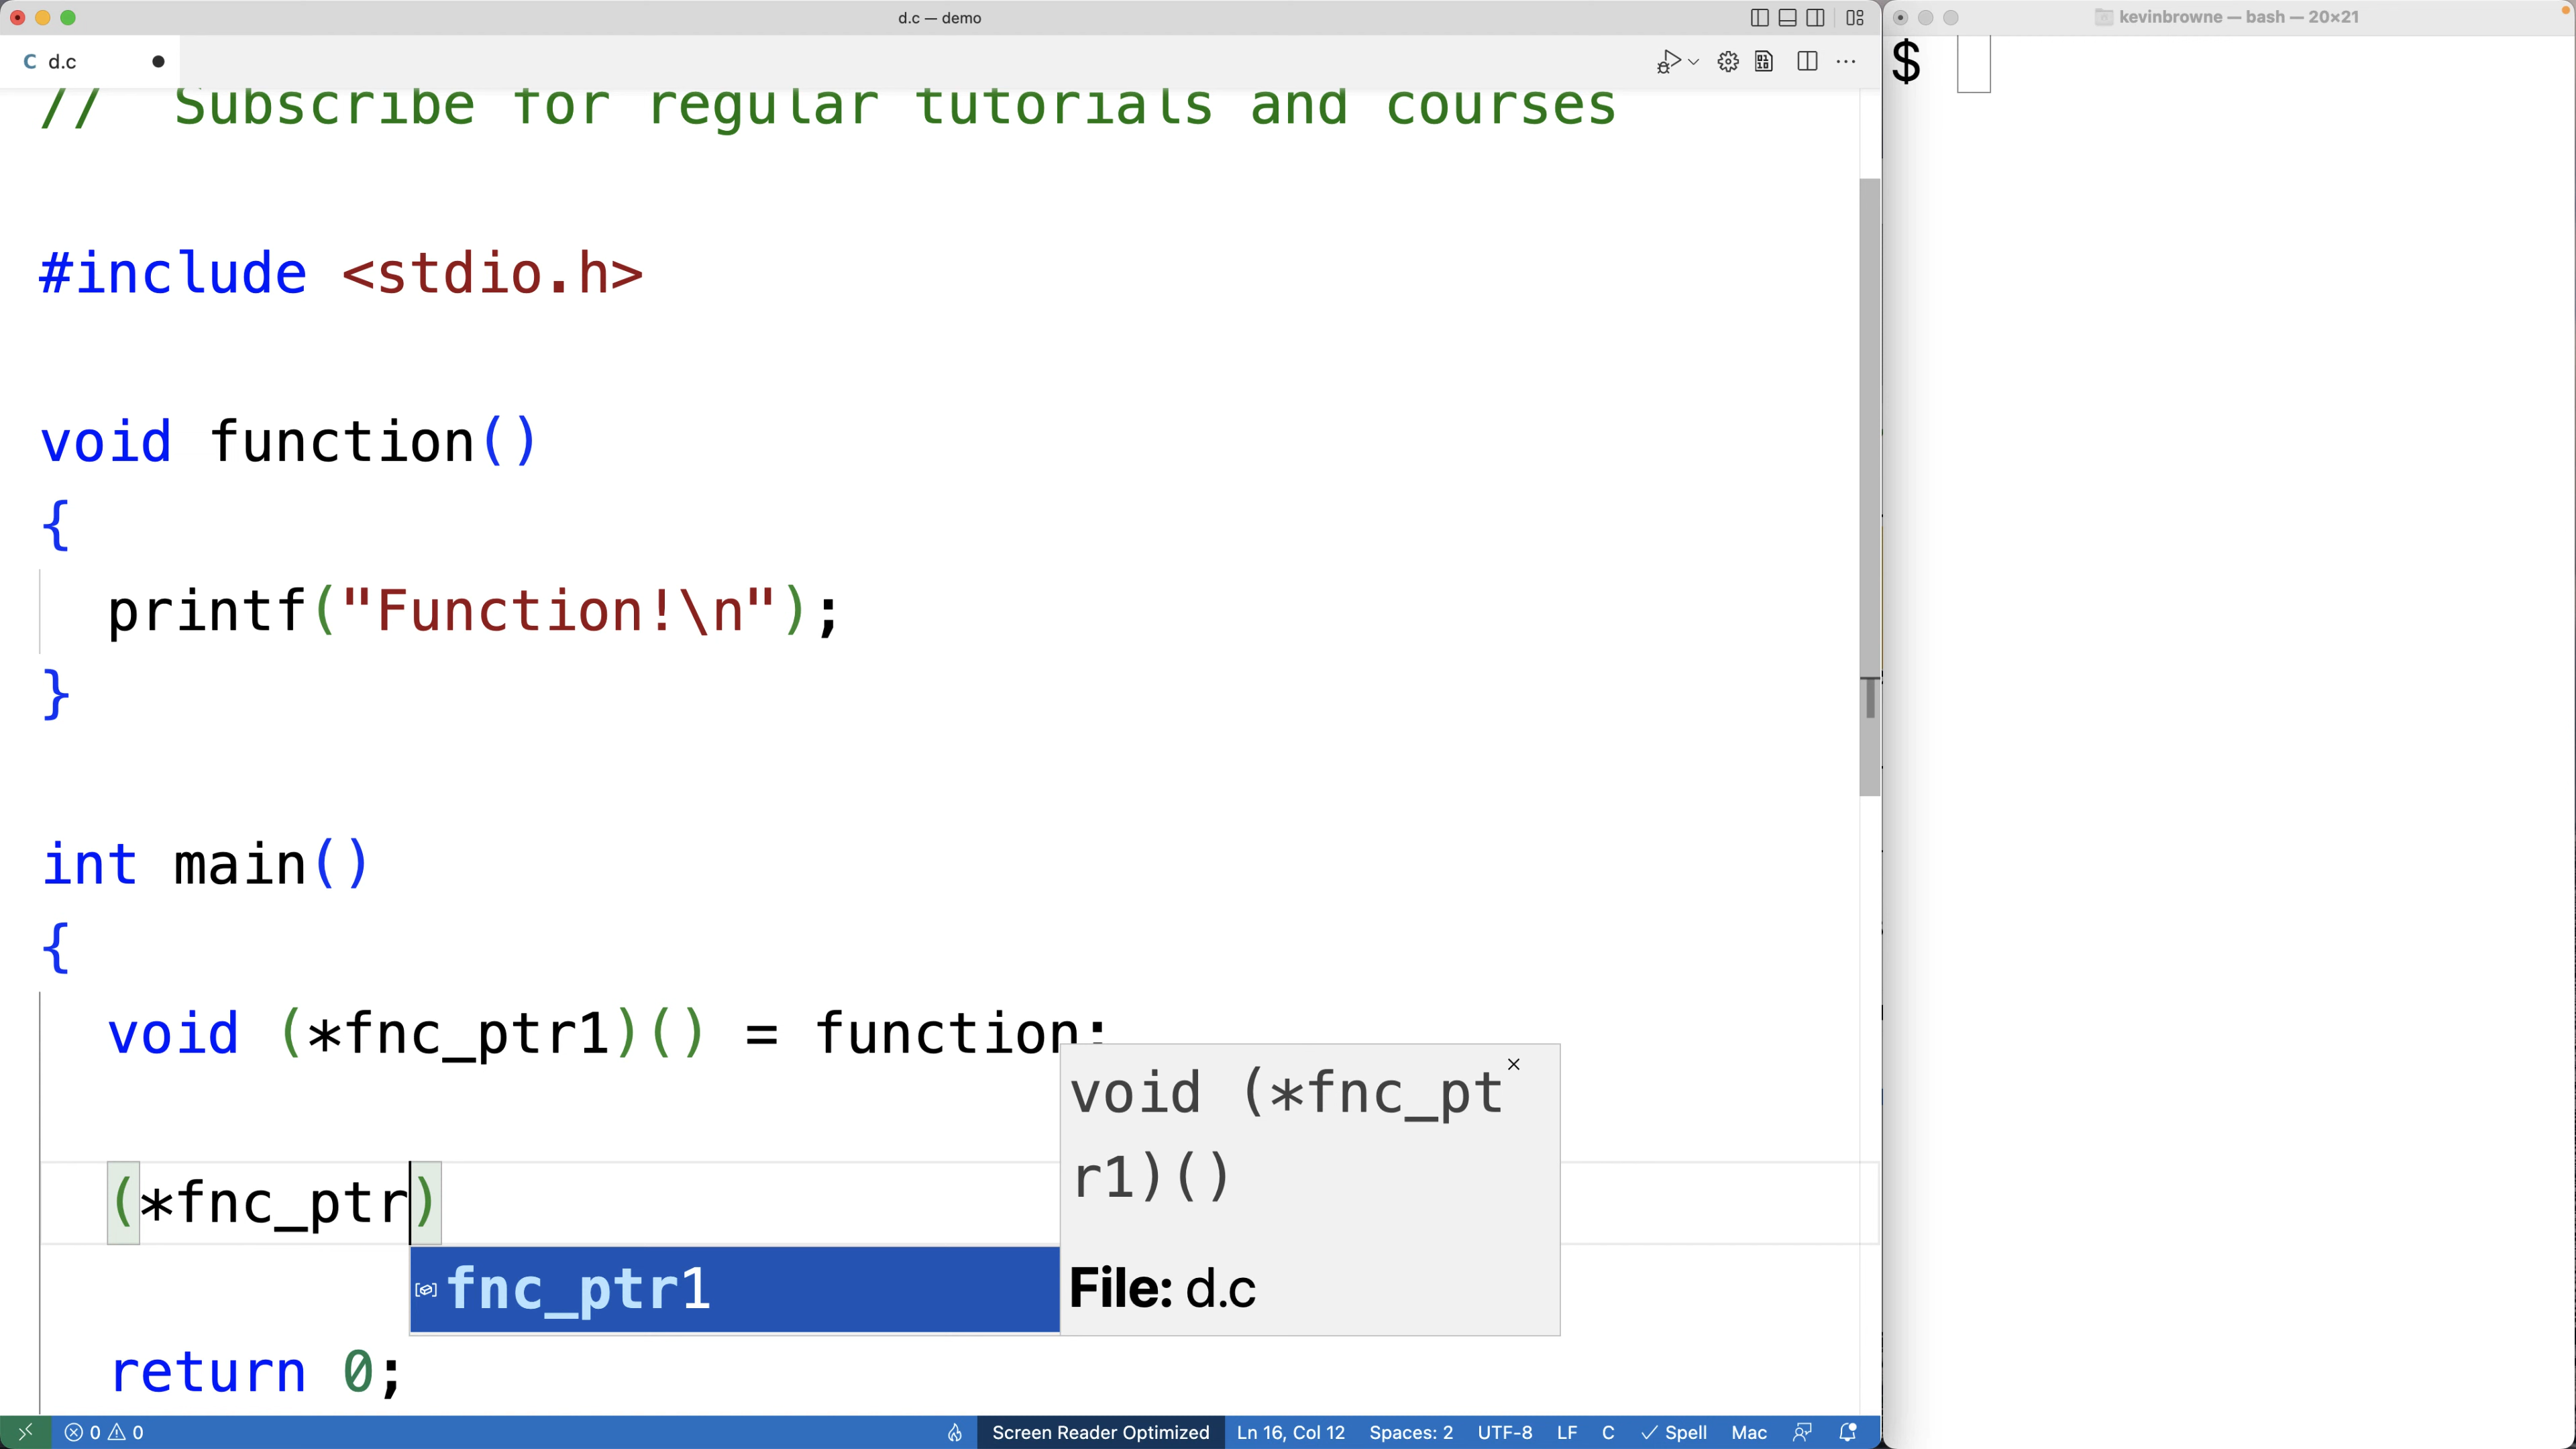 d.c — demo
kevinbrowne — bash — 20×21
C d.c
$
//  Subscribe for regular tutorials and courses
#include <stdio.h>
void function()
{
printf("Function!\n");
}
int main()
{
void (*fnc_ptr1)() = function;
void (*fnc_pt
r1)()
(*fnc_ptr)
fnc_ptr1
File: d.c
return 0;
0 0 Screen Reader Optimized Ln 16, Col 12 Spaces: 2 UTF-8 LF C Spell Mac